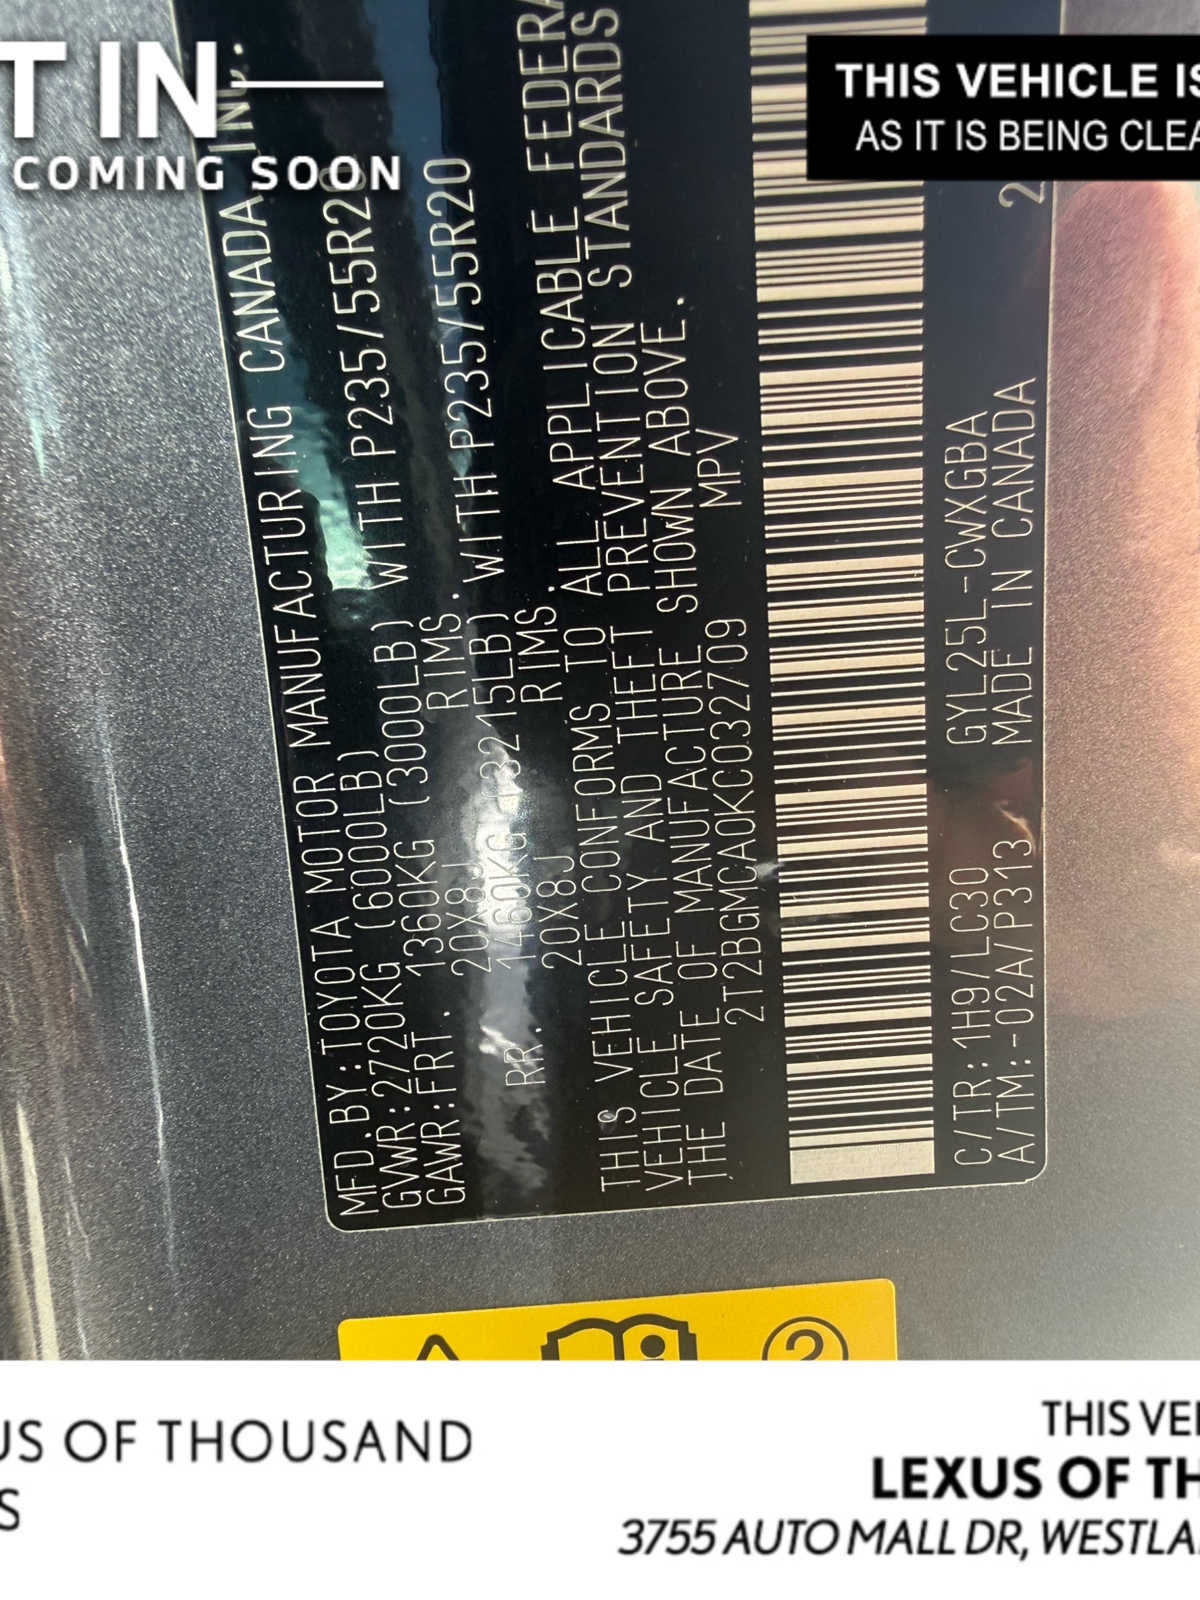 T IN
COMING SOON
THIS VEHICLE IS
AS IT IS BEING CLEA
MFD.BY:TOYOTA MOTOR MANUFACTURING CANADA INC.
GVWR:2720KG (6000LB)
GAWR:FRT. 1360KG (3000LB) WITH P235/55R20
20X8J RIMS.
RR. 1460KG (3215LB) WITH P235/55R20
20X8J RIMS.
THIS VEHICLE CONFORMS TO ALL APPLICABLE FEDERA
VEHICLE SAFETY AND THEFT PREVENTION STANDARDS
THE DATE OF MANUFACTURE SHOWN ABOVE.
2T2BGMCA0KC032709 MPV
C/TR:1H9/LC30 GYL25L-CWXGBA
A/TM:-02A/P313 MADE IN CANADA 2
US OF THOUSAND
S
THIS VEH
LEXUS OF TH
3755 AUTO MALL DR, WESTLA